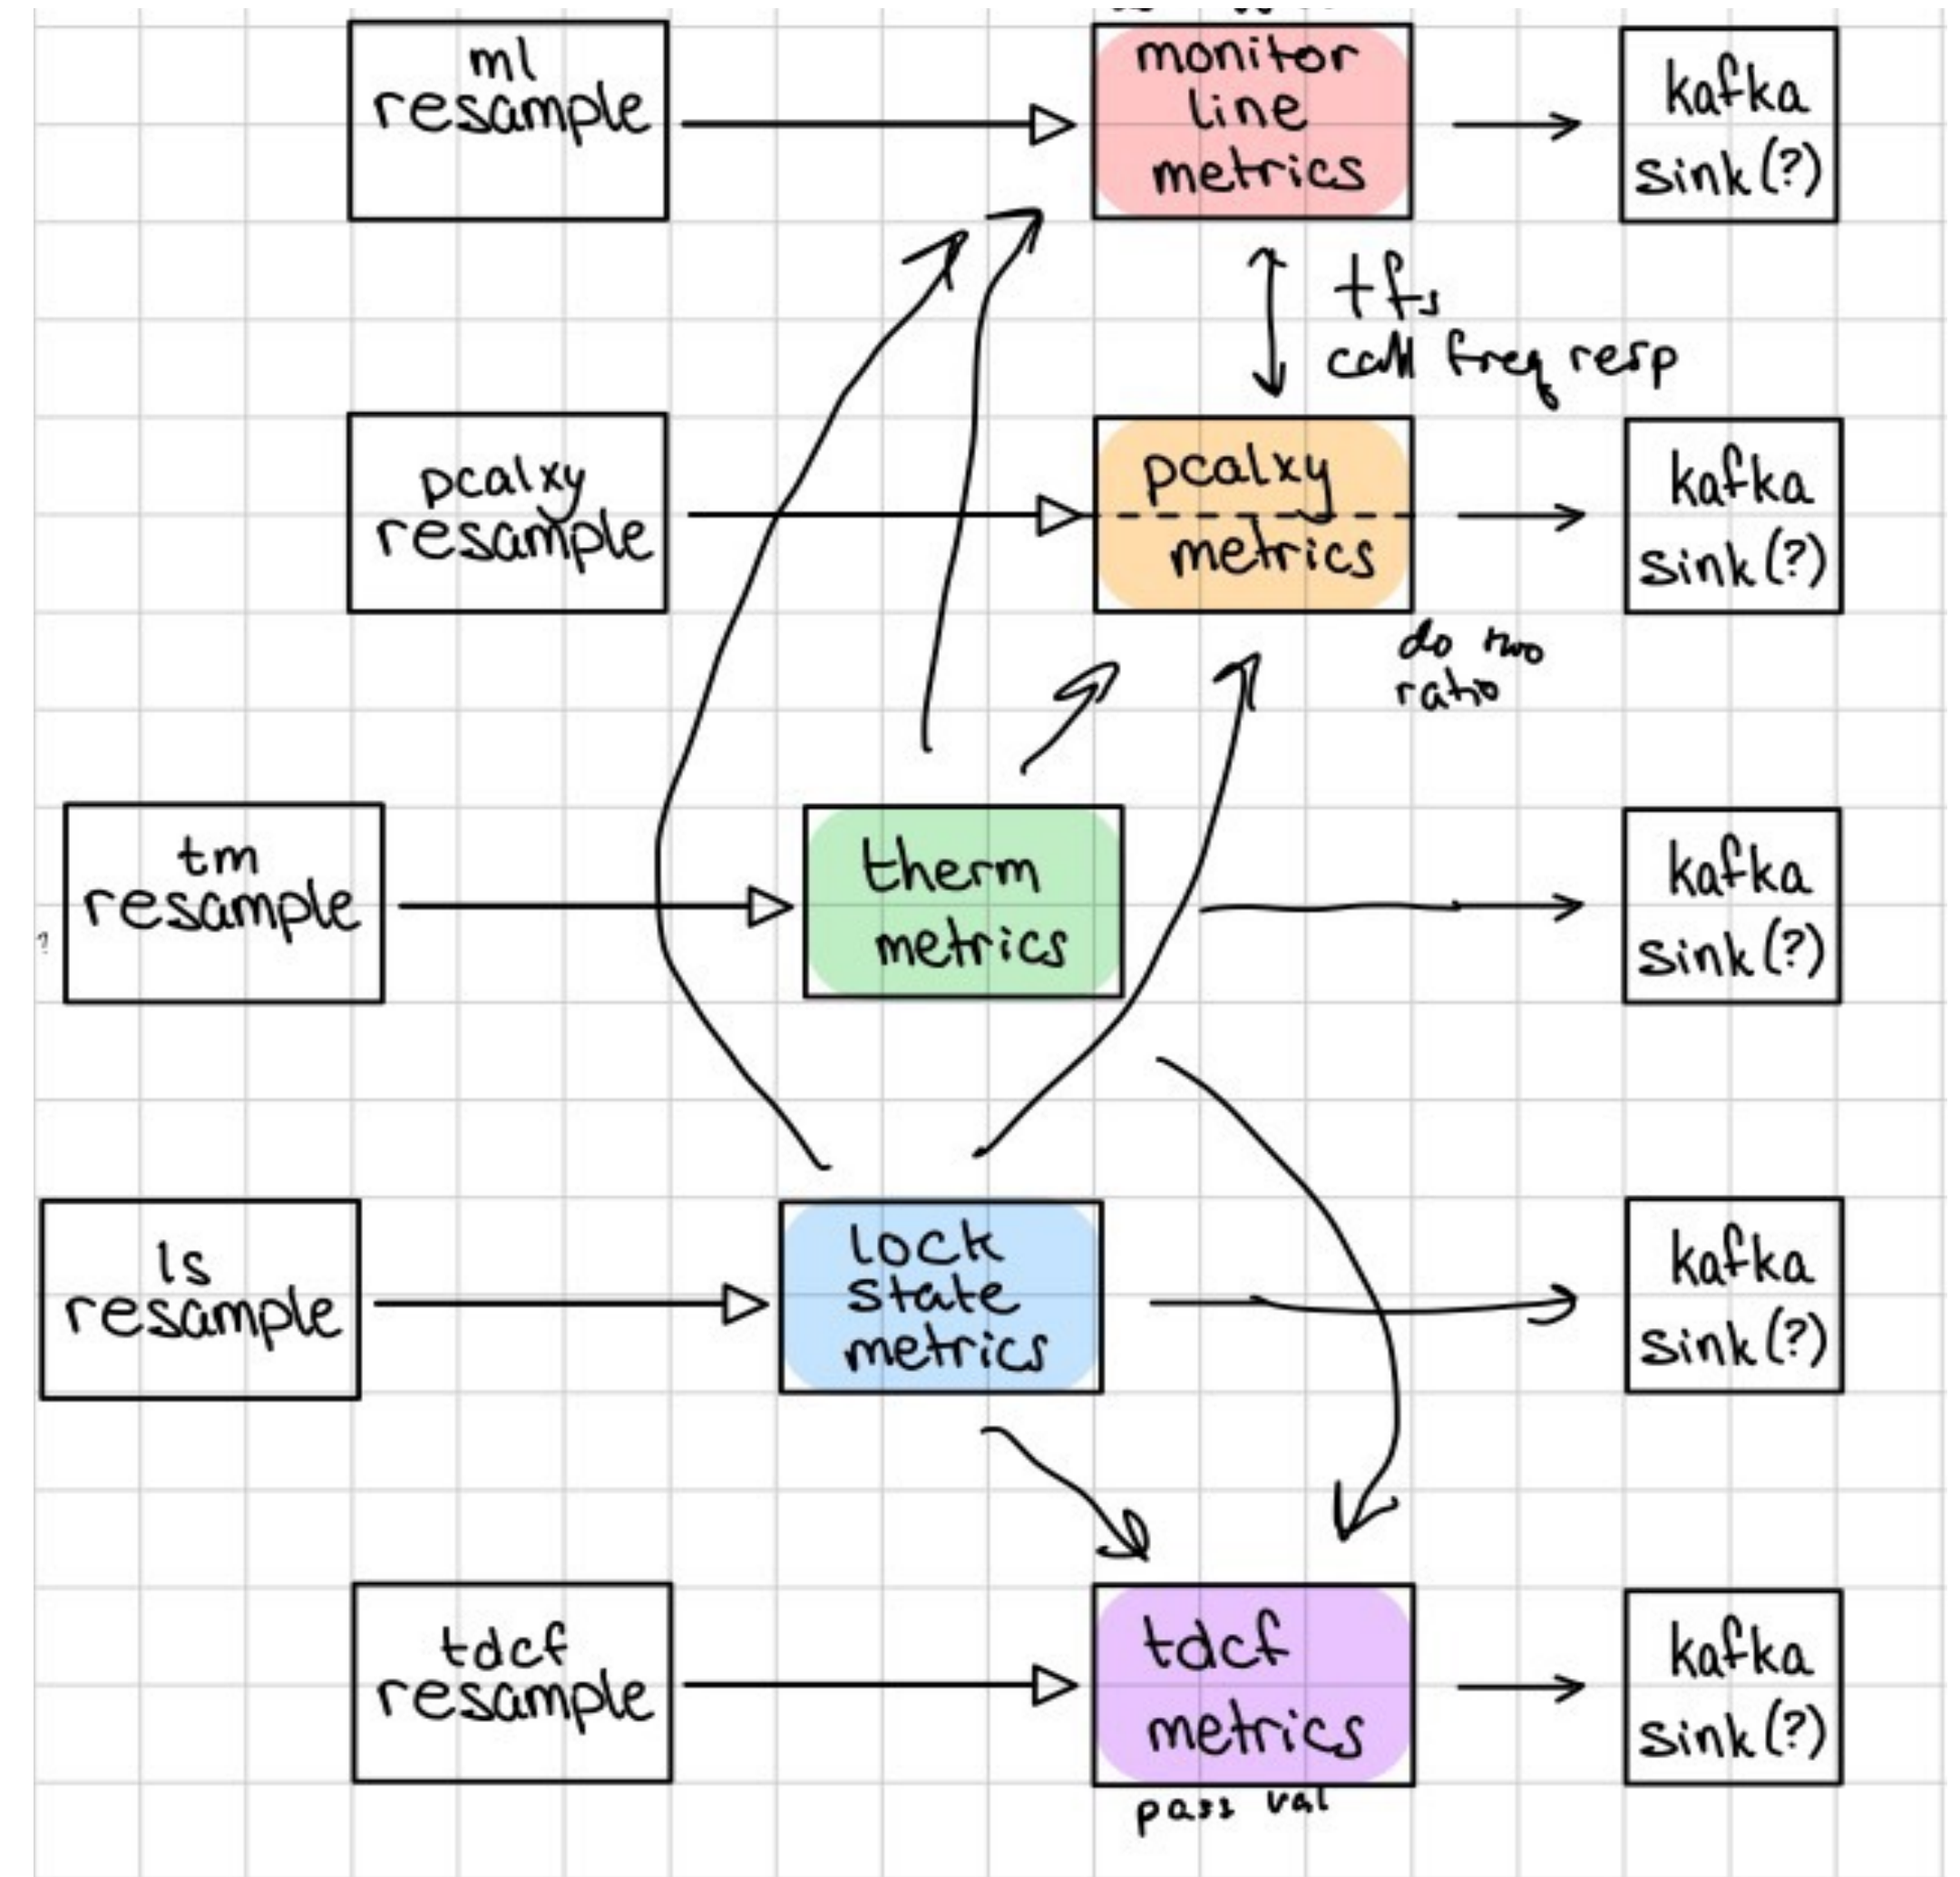 ml
resample
monitor
line
metrics
kafka
sink(?)
tfs
call freq resp
pcalxy
resample
pcalxy
metrics
kafka
sink(?)
do two
ratio
tm
resample
?
therm
metrics
kafka
sink(?)
ls
resample
lock
state
metrics
kafka
sink(?)
tdcf
resample
tdcf
metrics
kafka
sink(?)
pass val